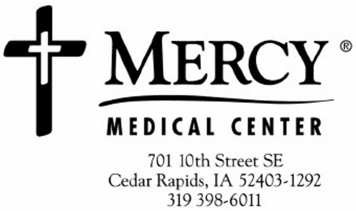 MERCY®
MEDICAL CENTER
701 10th Street SE
Cedar Rapids, IA 52403-1292
319 398-6011